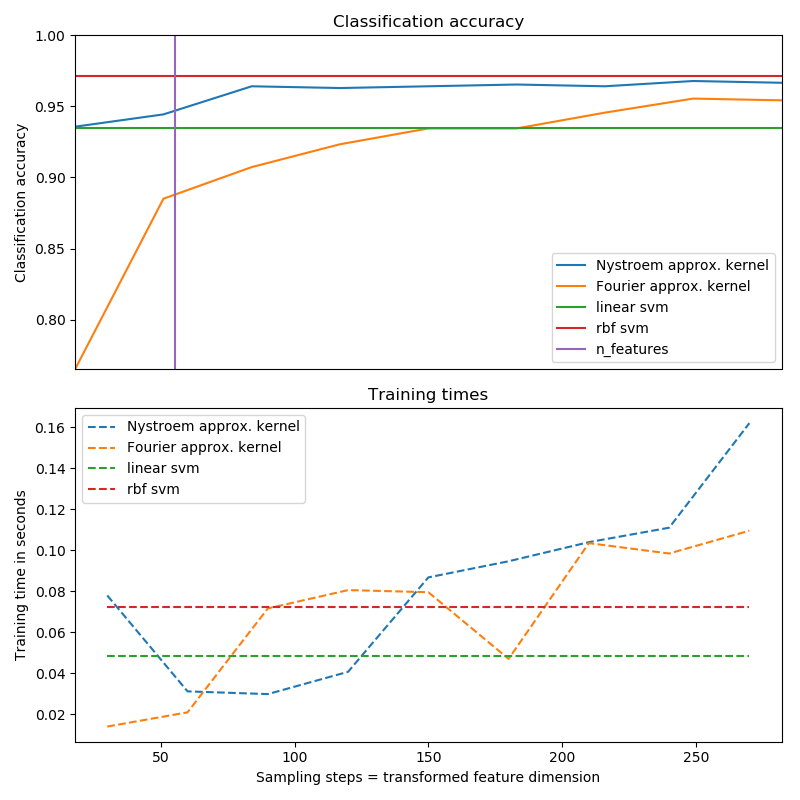 Classification accuracy
1.00
0.95
0.90
0.85
0.80
Classification accuracy
Nystroem approx. kernel
Fourier approx. kernel
linear svm
rbf svm
n_features
Training times
0.16
0.14
0.12
0.10
0.08
0.06
0.04
0.02
Training time in seconds
Nystroem approx. kernel
Fourier approx. kernel
linear svm
rbf svm
50
100
150
200
250
Sampling steps = transformed feature dimension